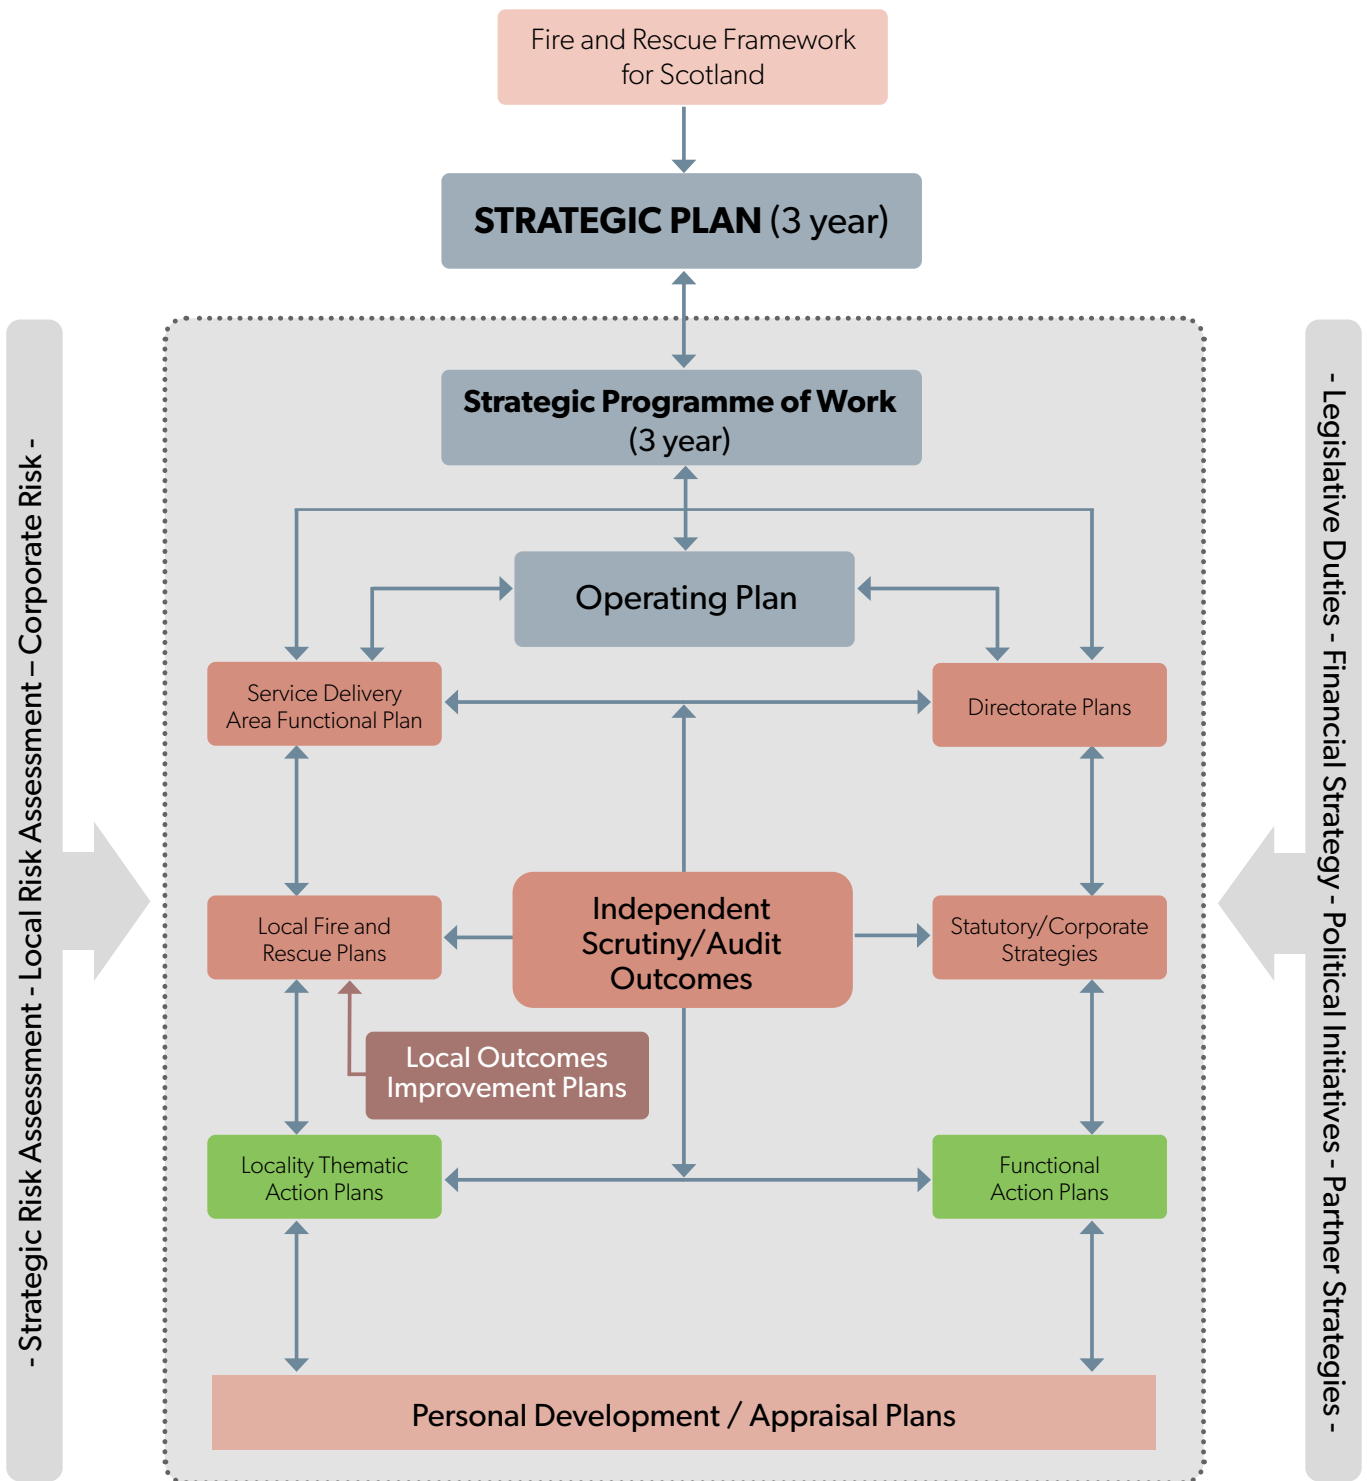 Fire and Rescue Framework
for Scotland
STRATEGIC PLAN (3 year)
Strategic Programme of Work
(3 year)
Operating Plan
Service Delivery
Area Functional Plan
Directorate Plans
Independent
Scrutiny/Audit
Outcomes
Local Fire and
Rescue Plans
Statutory/Corporate
Strategies
Local Outcomes
Improvement Plans
Locality Thematic
Action Plans
Functional
Action Plans
Personal Development / Appraisal Plans
- Strategic Risk Assessment - Local Risk Assessment – Corporate Risk -
- Legislative Duties - Financial Strategy - Political Initiatives - Partner Strategies -